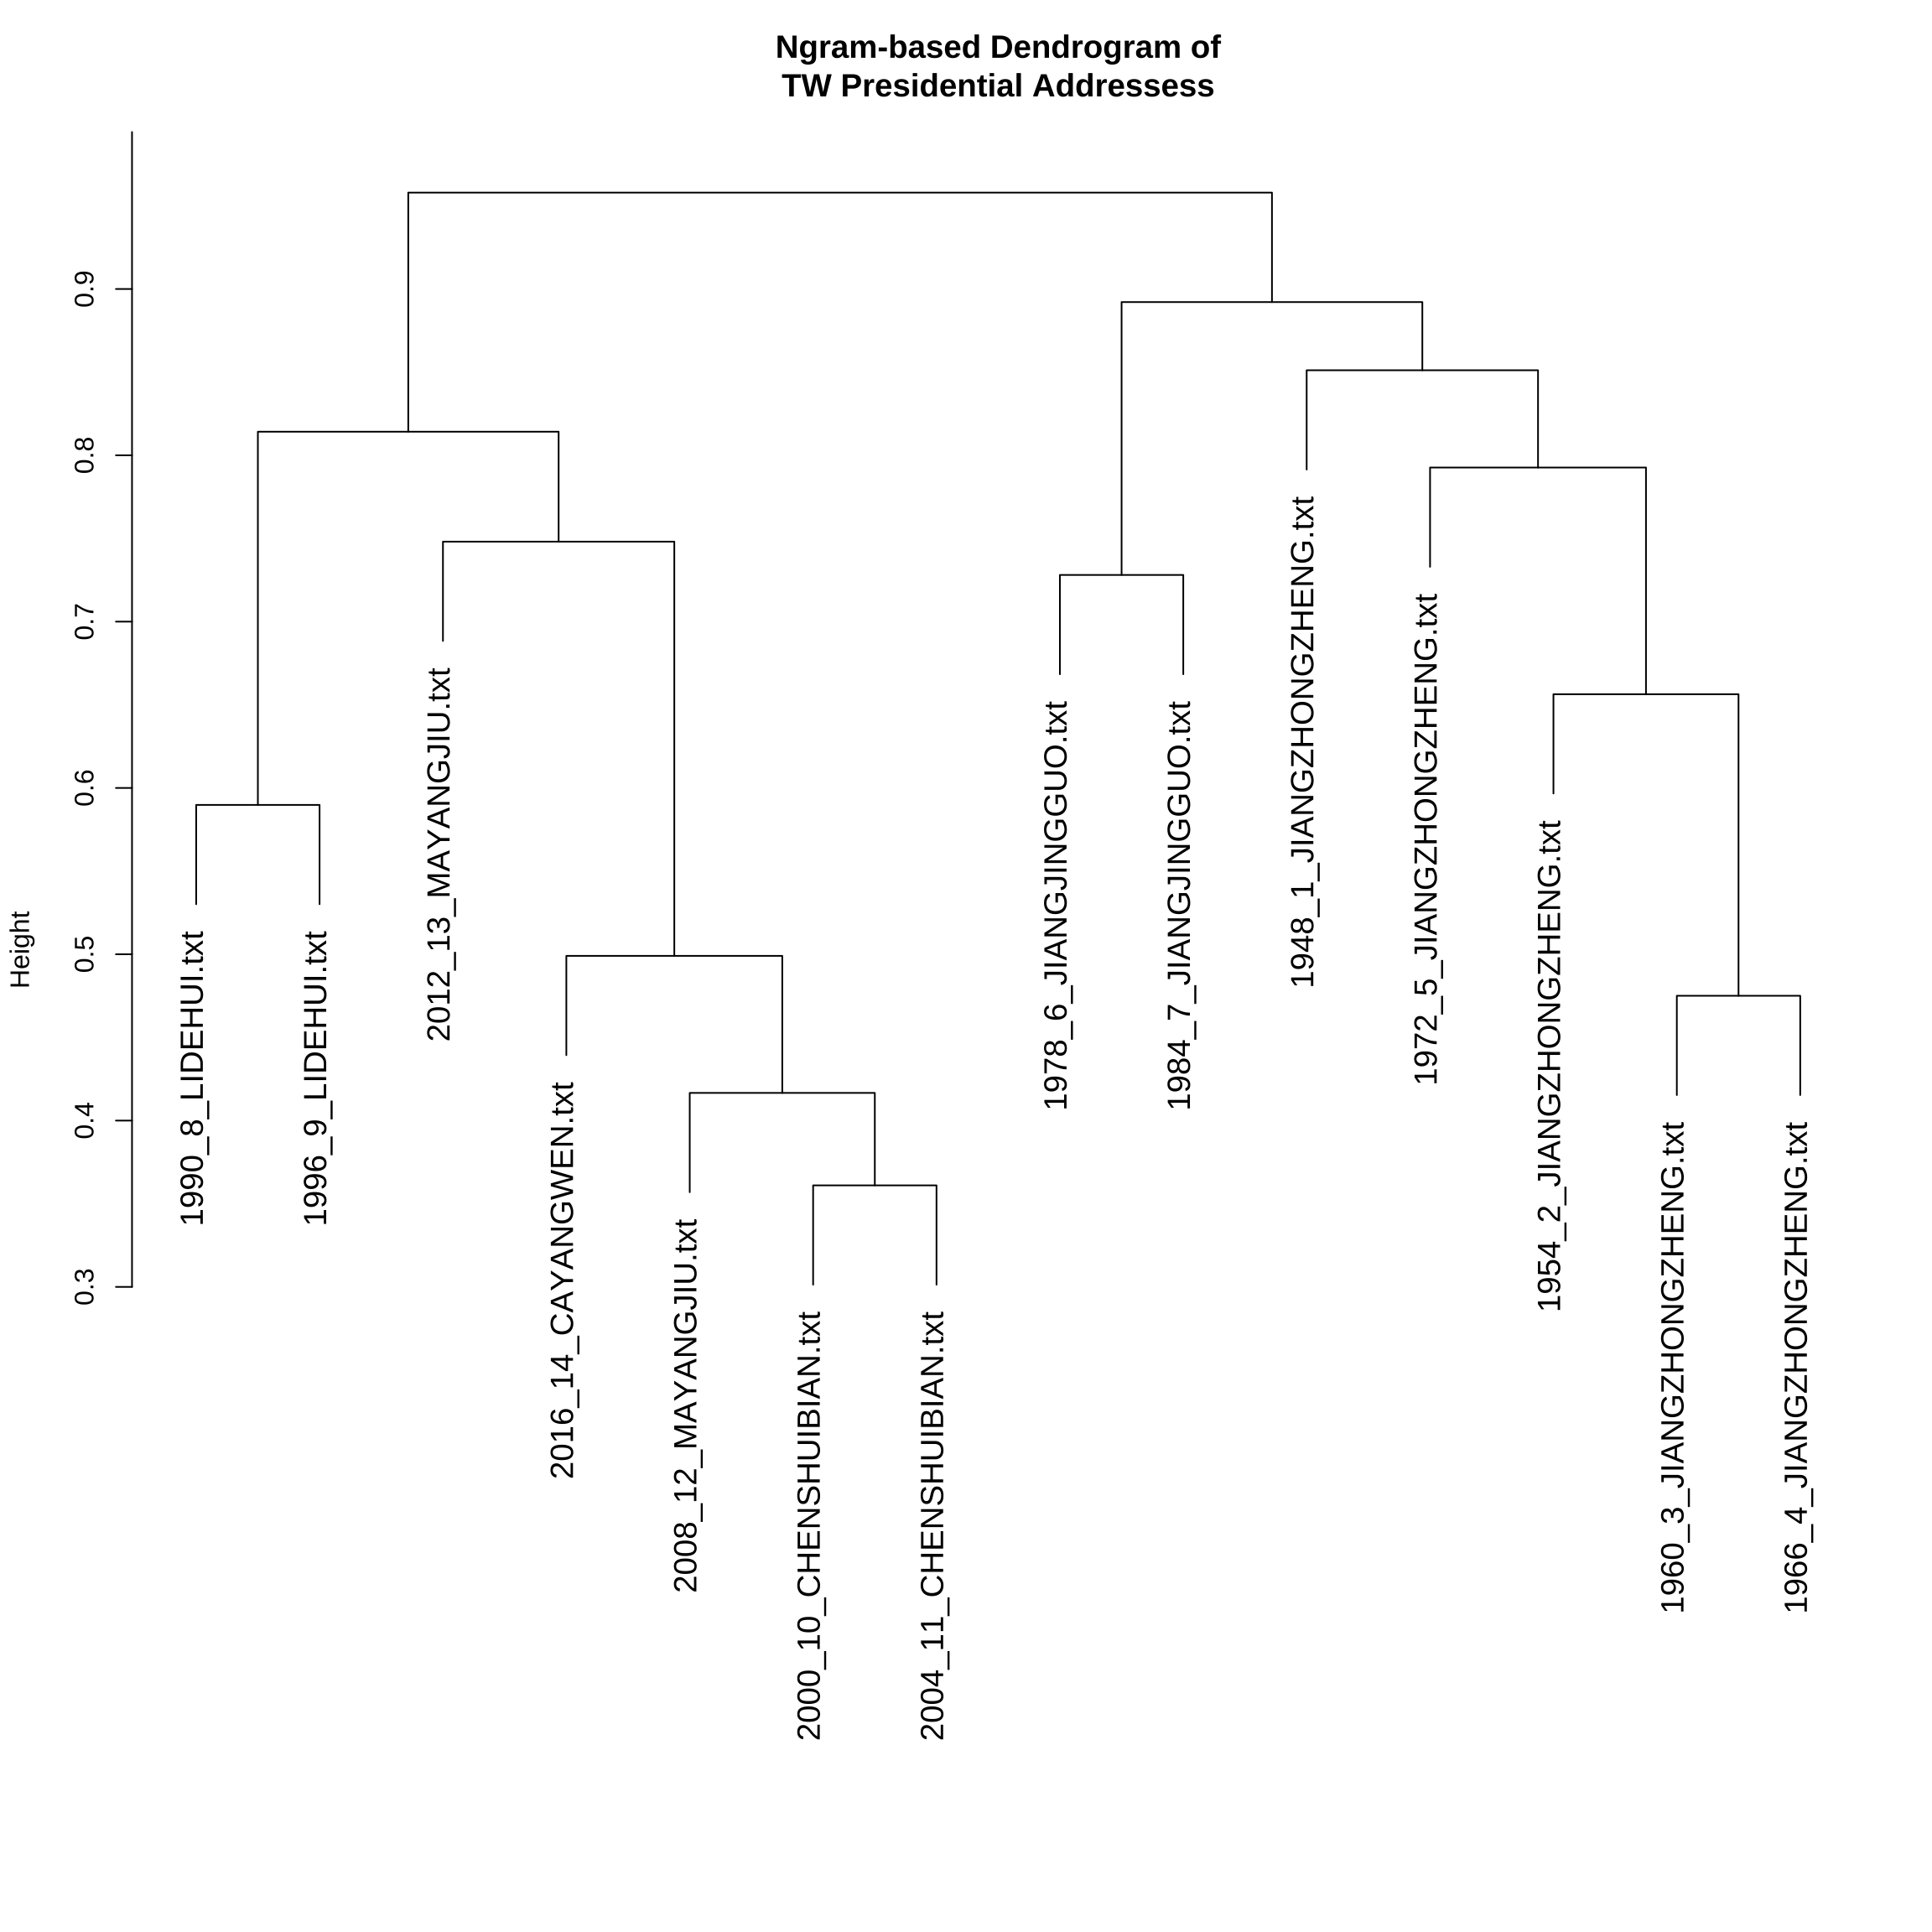 Ngram-based Dendrogram of
TW Presidential Addressess
Height
0.9
0.8
0.7
0.6
0.5
0.4
0.3
1990_8_LIDEHUI.txt
1996_9_LIDEHUI.txt
2012_13_MAYANGJIU.txt
2016_14_CAYANGWEN.txt
2008_12_MAYANGJIU.txt
2000_10_CHENSHUIBIAN.txt
2004_11_CHENSHUIBIAN.txt
1978_6_JIANGJINGGUO.txt
1984_7_JIANGJINGGUO.txt
1948_1_JIANGZHONGZHENG.txt
1972_5_JIANGZHONGZHENG.txt
1954_2_JIANGZHONGZHENG.txt
1960_3_JIANGZHONGZHENG.txt
1966_4_JIANGZHONGZHENG.txt